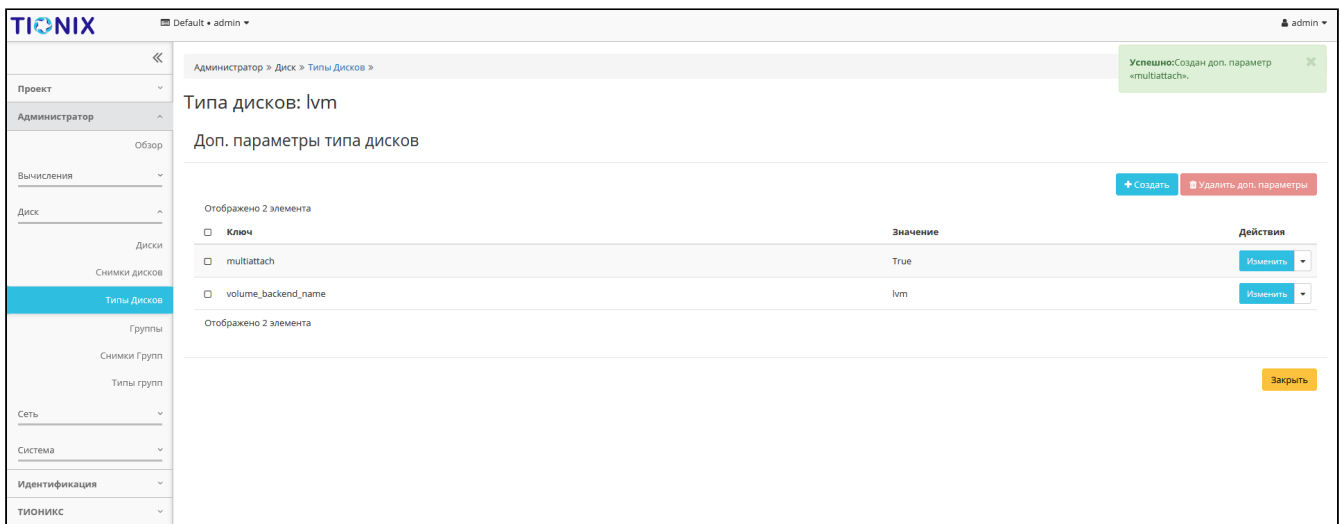 TIONIX
Default • admin
admin
Администратор » Диск » Типы Дисков »
Успешно:Создан доп. параметр
«multiattach».
Проект
Администратор
Обзор
Вычисления
Диск
Диски
Снимки дисков
Типы Дисков
Группы
Снимки Групп
Типы групп
Сеть
Система
Идентификация
ТИОНИКС
Типа дисков: lvm
Доп. параметры типа дисков
Создать Удалить доп. параметры
Отображено 2 элемента
Ключ Значение Действия
multiattach True Изменить
volume_backend_name lvm Изменить
Отображено 2 элемента
Закрыть